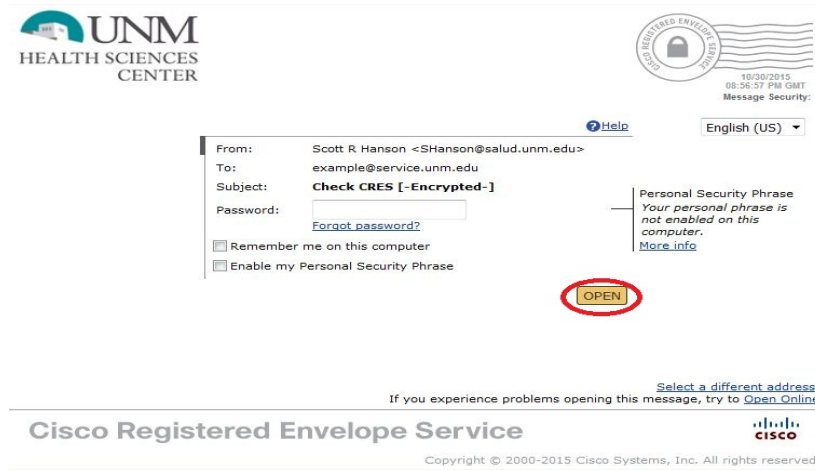 UNM
HEALTH SCIENCES
CENTER
CISCO REGISTERED ENVELOPE SERVICE
10/30/2015
08:56:57 PM GMT
Message Security:
Help
English (US)
From: Scott R Hanson <SHanson@salud.unm.edu>
To: example@service.unm.edu
Subject: Check CRES [-Encrypted-]
Password:
Forgot password?
Remember me on this computer
Enable my Personal Security Phrase
Personal Security Phrase
Your personal phrase is
not enabled on this
computer.
More info
OPEN
Select a different address
If you experience problems opening this message, try to Open Online
Cisco Registered Envelope Service
CISCO
Copyright © 2000-2015 Cisco Systems, Inc. All rights reserved